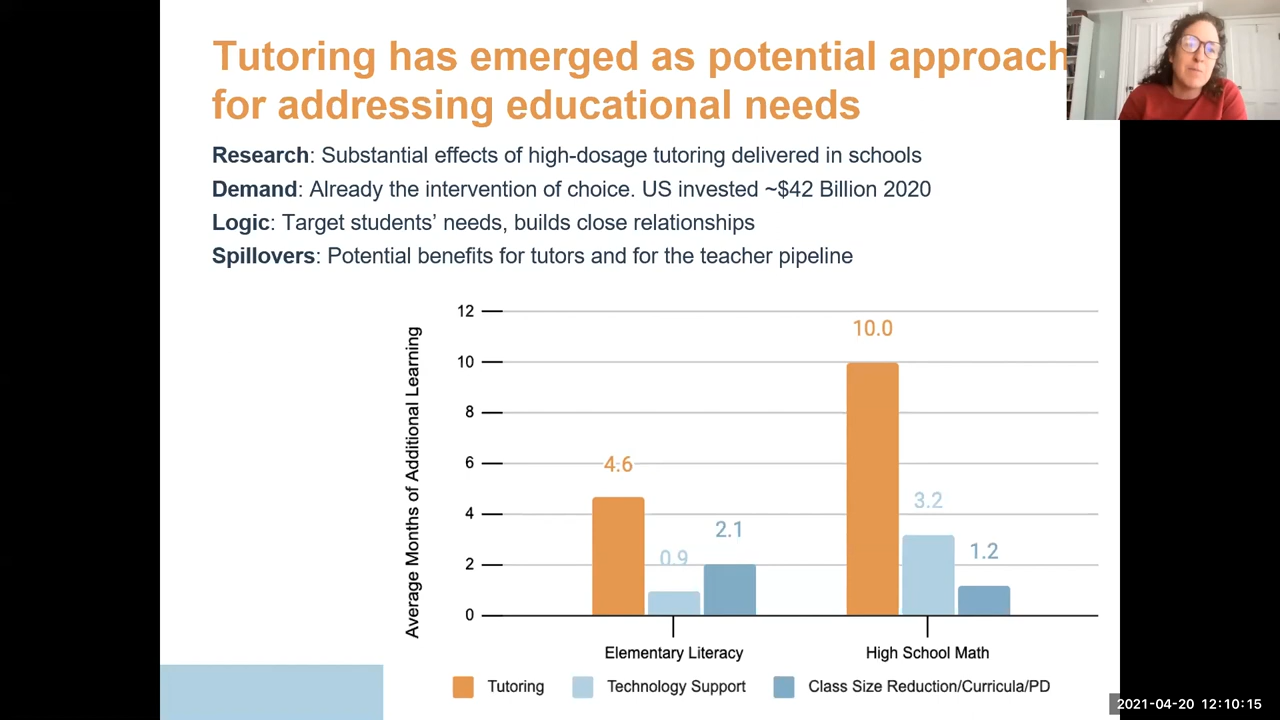 Tutoring has emerged as potential approach
for addressing educational needs
Research: Substantial effects of high-dosage tutoring delivered in schools
Demand: Already the intervention of choice. US invested ~$42 Billion 2020
Logic: Target students' needs, builds close relationships
Spillovers: Potential benefits for tutors and for the teacher pipeline
Average Months of Additional Learning
12
10
8
6
4
2
0
4.6
0.9
2.1
10.0
3.2
1.2
Elementary Literacy
High School Math
Tutoring
Technology Support
Class Size Reduction/Curricula/PD
2021-04-20 12:10:15